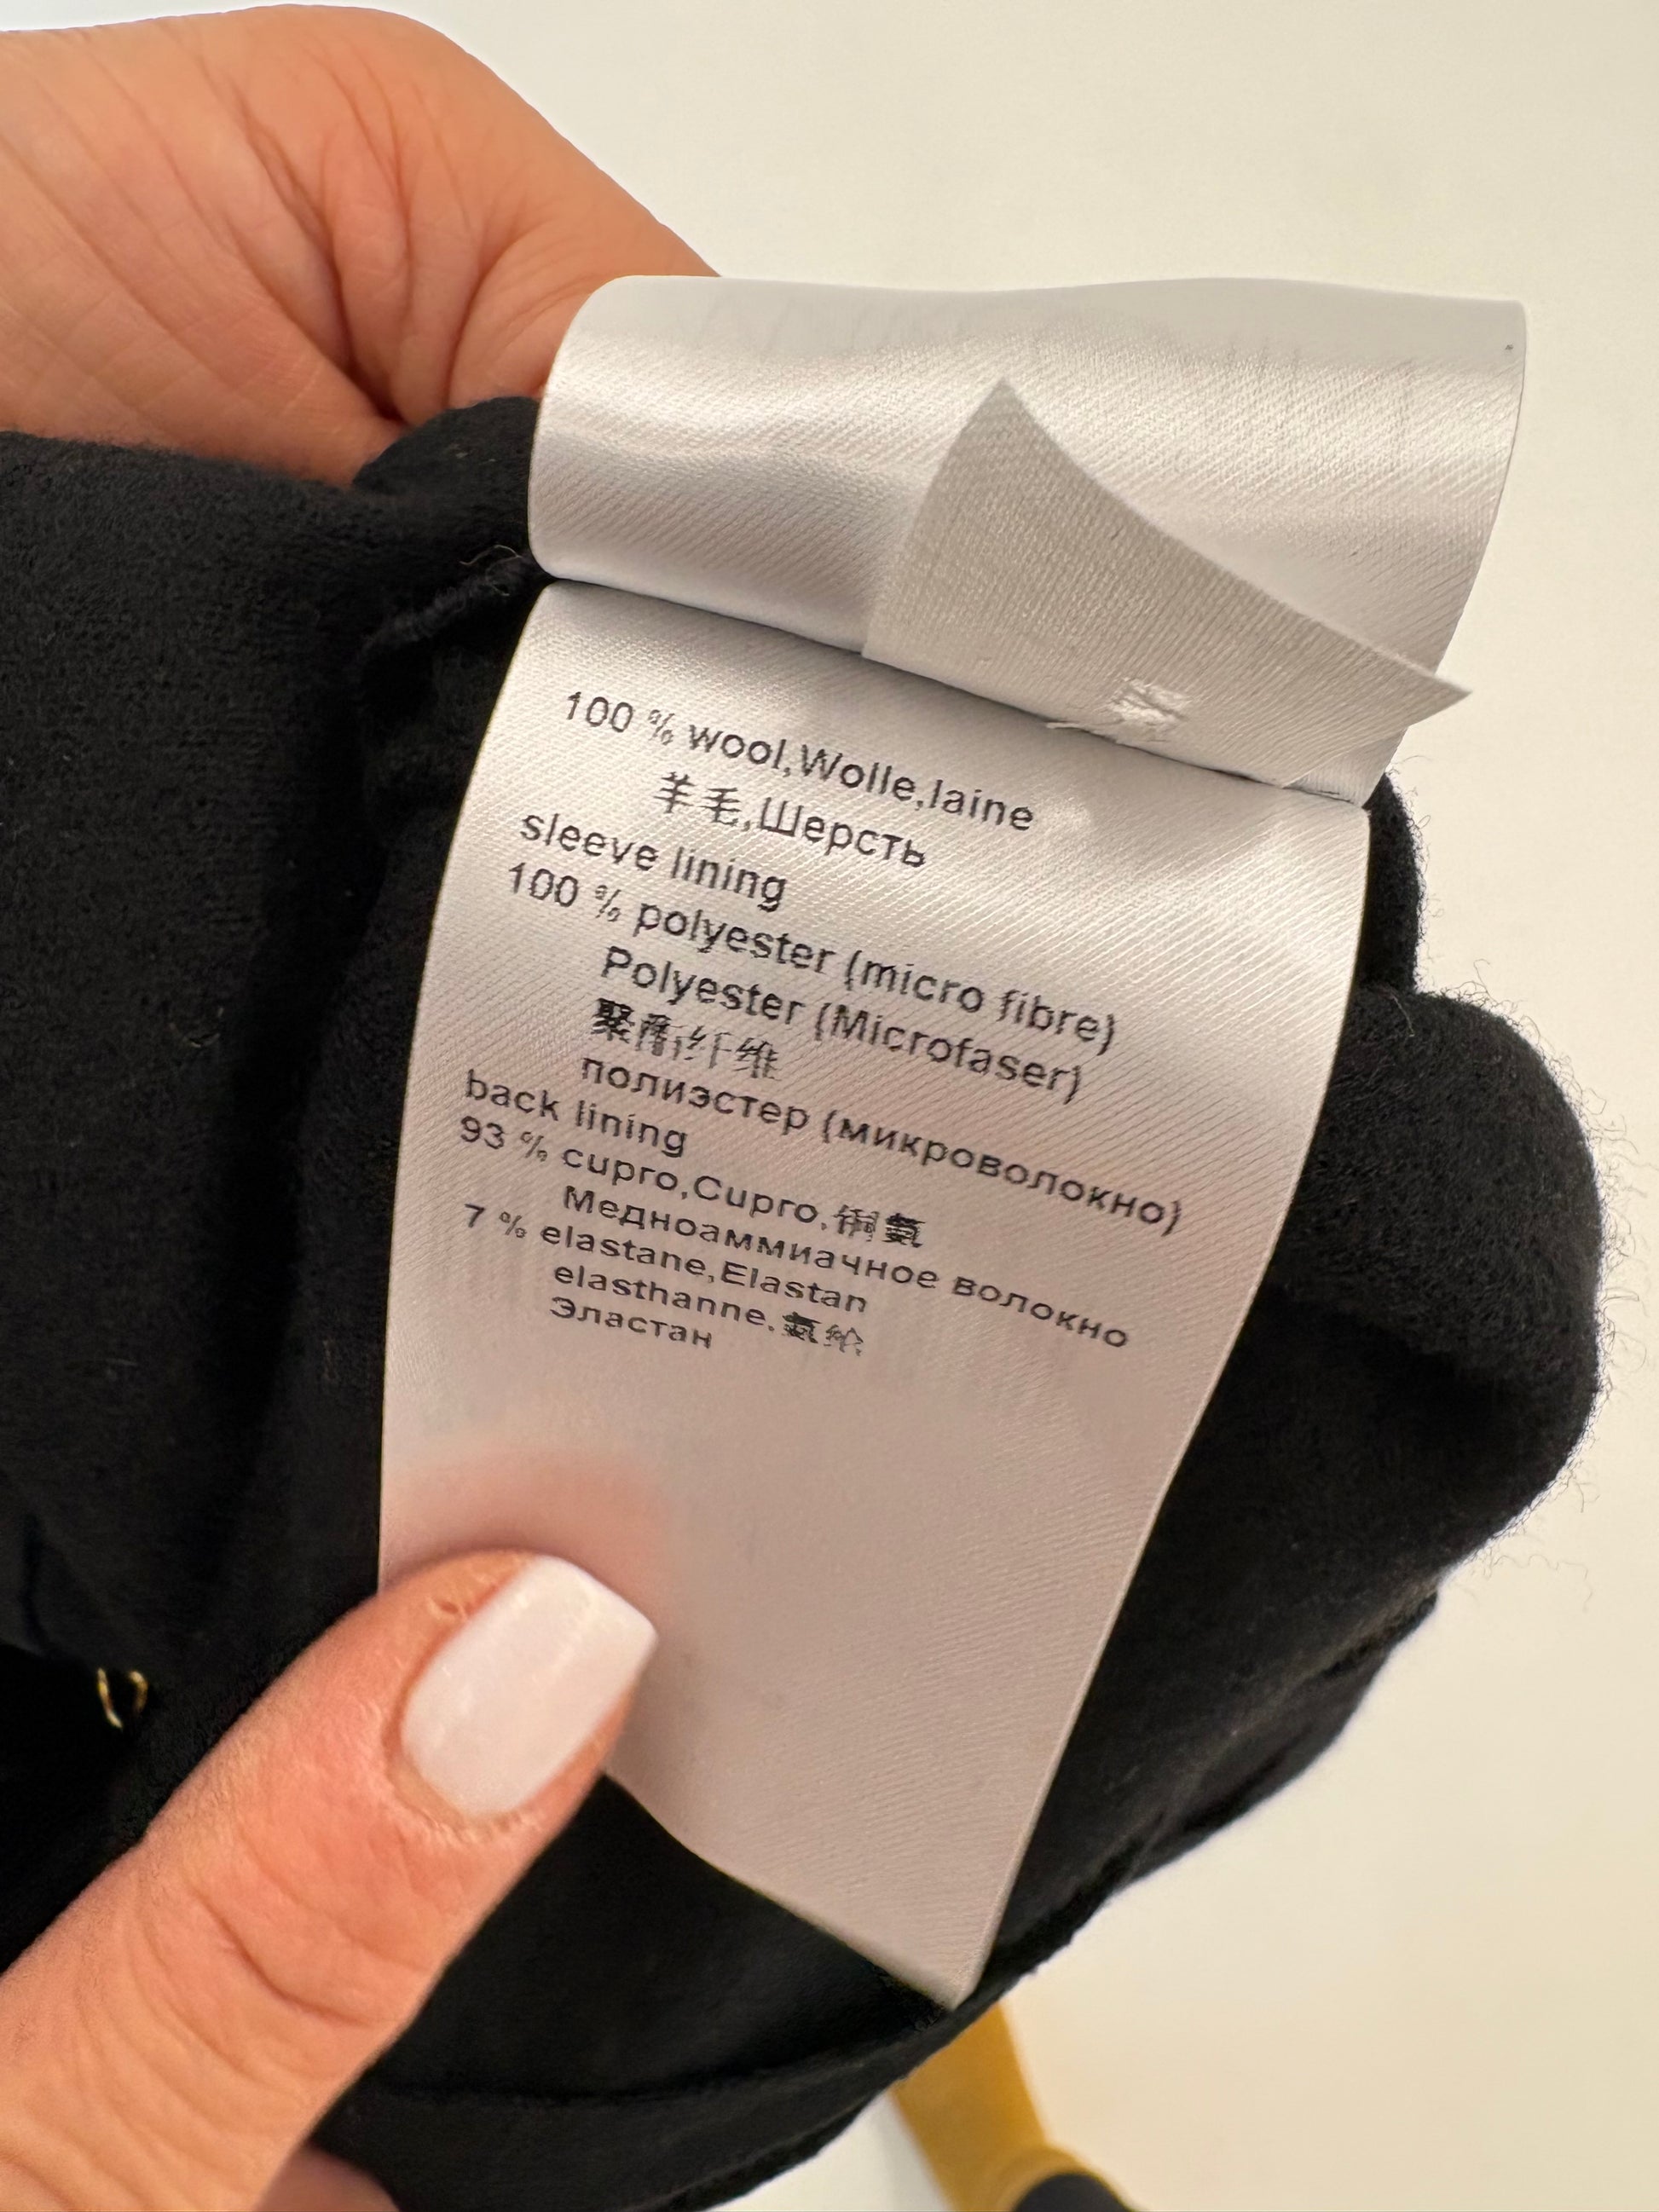 100 % wool,Wolle,laine
羊毛,Шерсть
sleeve lining
100 % polyester (micro fibre)
Polyester (Microfaser)
聚酯纤维
полиэстер (микроволокно)
back lining
93 % cupro,Cupro,铜氨
Медноаммиачное волокно
7 % elastane,Elastan
elasthanne,氨纶
Эластан